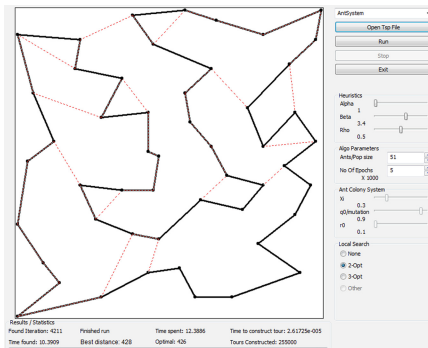 AntSystem
Open Tsp File
Run
Stop
Exit
Heuristics
Alpha
1
Beta
3.4
Rho
0.5
Algo Parameters
Ants/Pop size 51
No Of Epochs 5
X 1000
Ant Colony System
Xi
0.3
q0/mutation
0.9
r0
0.1
Local Search
None
2-Opt
3-Opt
Other
Results / Statistics
Found Iteration: 4211 Finished run Time spent: 12.3886 Time to construct tour: 2.61725e-005
Time found: 10.3909 Best distance: 428 Optimal: 426 Tours Constructed: 255000